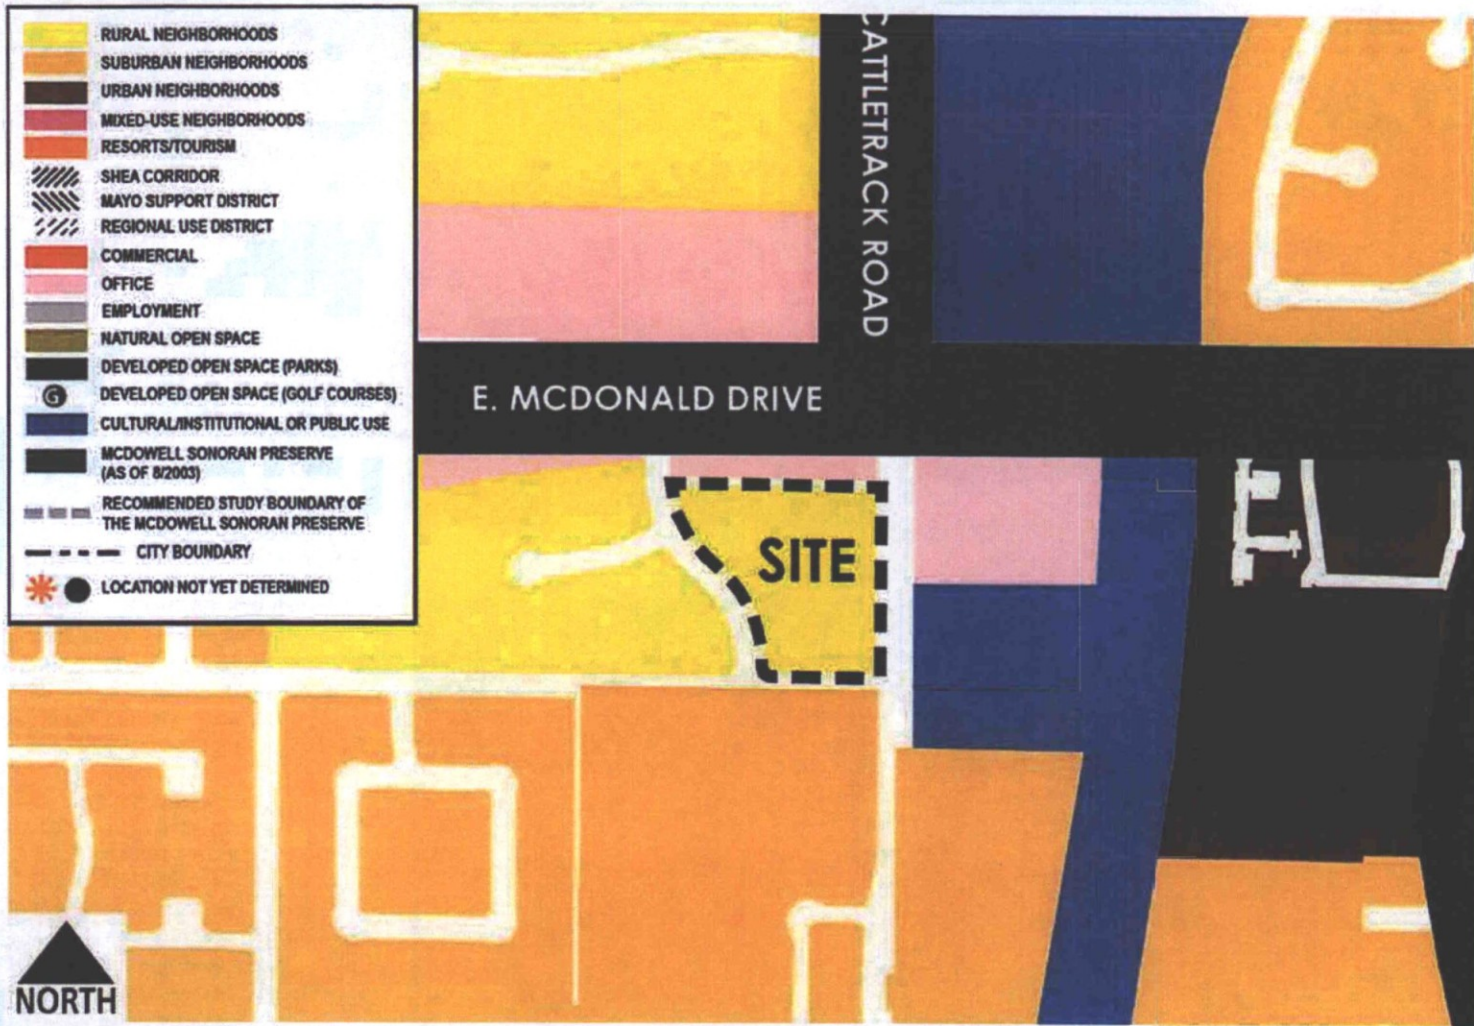 RURAL NEIGHBORHOODS
SUBURBAN NEIGHBORHOODS
URBAN NEIGHBORHOODS
MIXED-USE NEIGHBORHOODS
RESORTS/TOURISM
SHEA CORRIDOR
MAYO SUPPORT DISTRICT
REGIONAL USE DISTRICT
COMMERCIAL
OFFICE
EMPLOYMENT
NATURAL OPEN SPACE
DEVELOPED OPEN SPACE (PARKS)
G DEVELOPED OPEN SPACE (GOLF COURSES)
CULTURAL/INSTITUTIONAL OR PUBLIC USE
MCDOWELL SONORAN PRESERVE
(AS OF 8/2003)
RECOMMENDED STUDY BOUNDARY OF
THE MCDOWELL SONORAN PRESERVE
CITY BOUNDARY
LOCATION NOT YET DETERMINED
CATTLETRACK ROAD
E. MCDONALD DRIVE
SITE
NORTH